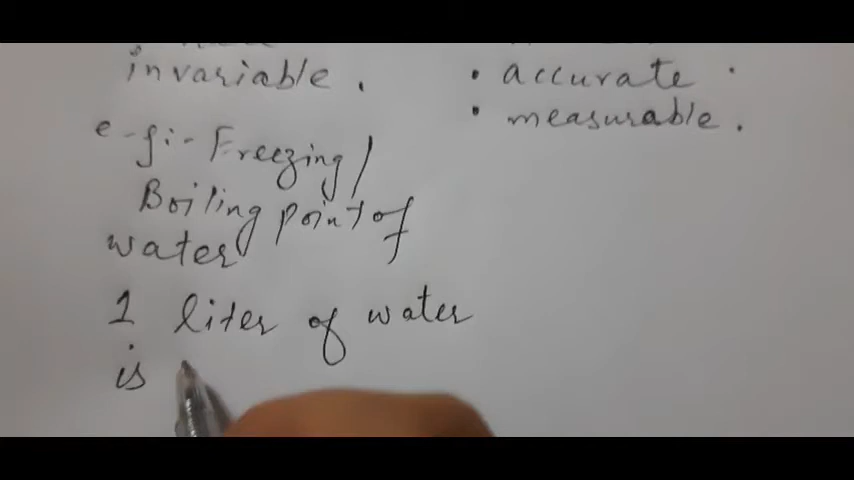 invariable .
• accurate .
• measurable .
e-g:- Freezing/
Boiling point of
water
1 liter of water
is